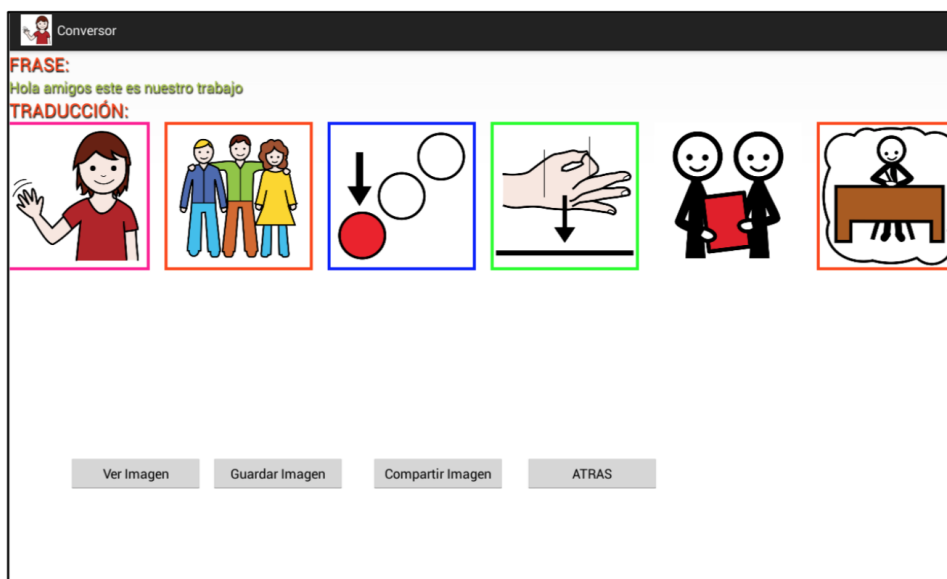 Conversor
FRASE:
Hola amigos este es nuestro trabajo
TRADUCCIÓN:
Ver Imagen
Guardar Imagen
Compartir Imagen
ATRAS